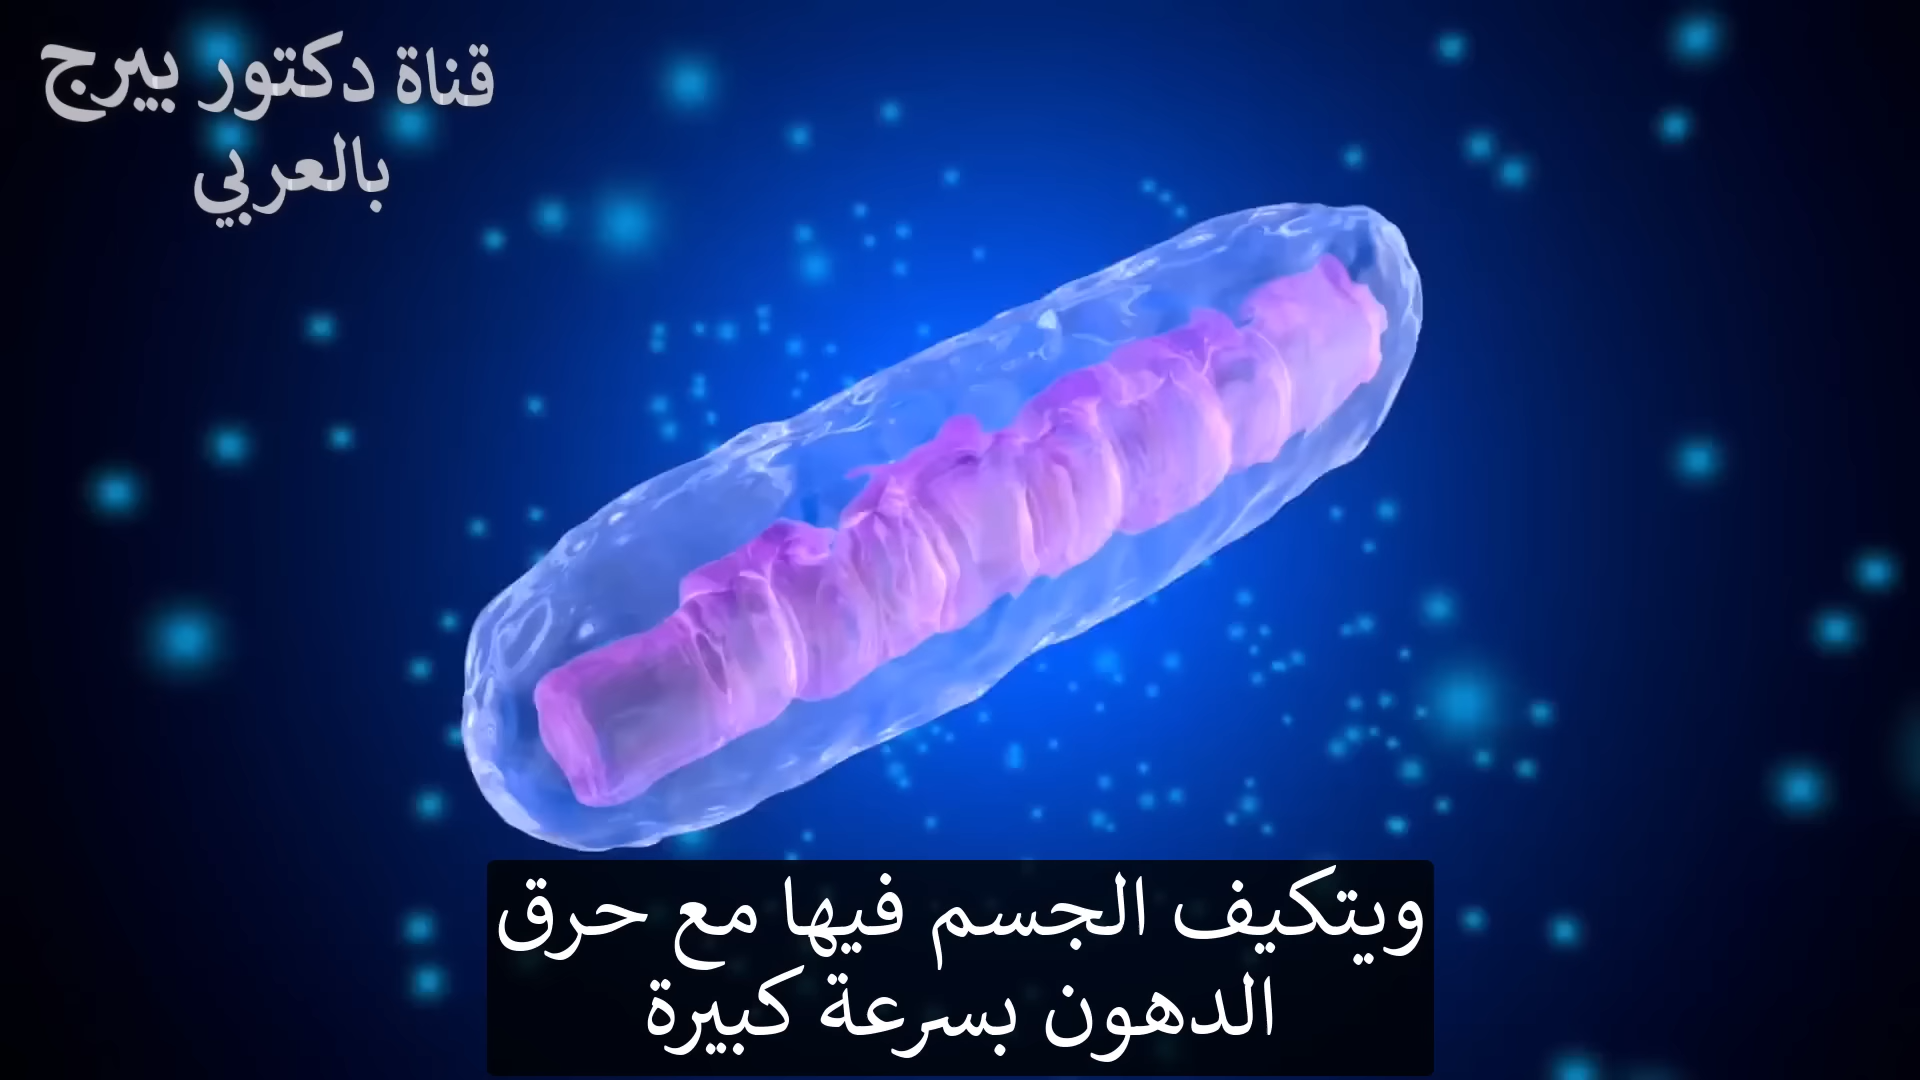 قناة دكتور بيرج
بالعربي
ويتكيف الجسم فيها مع حرق
الدهون بسرعة كبيرة